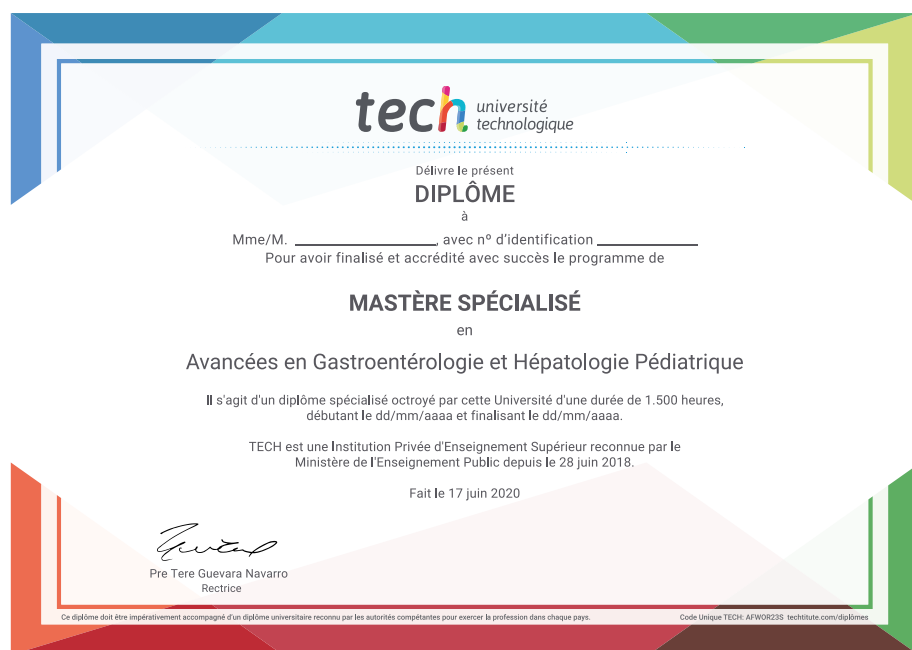 tech université
technologique
Délivre le présent
DIPLÔME
à
Mme/M. ____________________, avec nº d'identification ______________
Pour avoir finalisé et accrédité avec succès le programme de
MASTÈRE SPÉCIALISÉ
en
Avancées en Gastroentérologie et Hépatologie Pédiatrique
Il s'agit d'un diplôme spécialisé octroyé par cette Université d'une durée de 1.500 heures,
débutant le dd/mm/aaaa et finalisant le dd/mm/aaaa.
TECH est une Institution Privée d'Enseignement Supérieur reconnue par le
Ministère de l'Enseignement Public depuis le 28 juin 2018.
Fait le 17 juin 2020
Pre Tere Guevara Navarro
Rectrice
Ce diplôme doit être impérativement accompagné d'un diplôme universitaire reconnu par les autorités compétantes pour exercer la profession dans chaque pays.
Code Unique TECH: AFWOR23S techtitute.com/diplômes